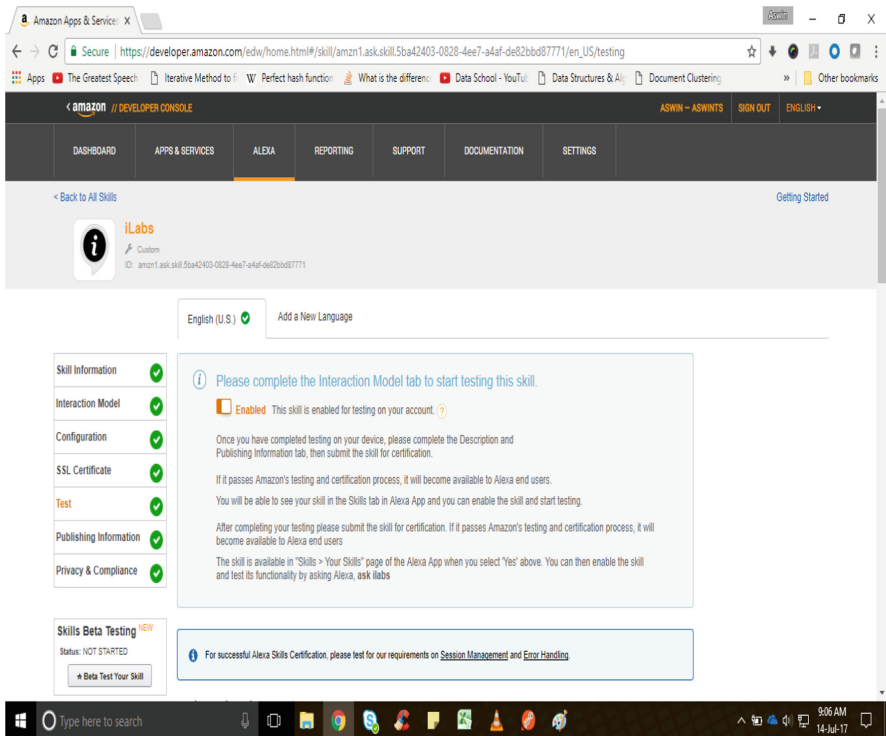 Amazon Apps & Services
Aswin
Secure https://developer.amazon.com/edw/home.html#/skill/amzn1.ask.skill.5ba42403-0828-4ee7-a4af-de82bbd87771/en_US/testing
Apps The Greatest Speech Iterative Method to fi W Perfect hash function What is the differenc Data School - YouTub Data Structures & Alg Document Clustering » Other bookmarks
< amazon // DEVELOPER CONSOLE ASWIN – ASWINTS SIGN OUT ENGLISH
DASHBOARD APPS & SERVICES ALEXA REPORTING SUPPORT DOCUMENTATION SETTINGS
< Back to All Skills Getting Started
iLabs
Custom
ID: amzn1.ask.skill.5ba42403-0828-4ee7-a4af-de82bbd87771
English (U.S.) Add a New Language
Skill Information
Interaction Model
Configuration
SSL Certificate
Test
Publishing Information
Privacy & Compliance
Please complete the Interaction Model tab to start testing this skill.
Enabled This skill is enabled for testing on your account. ?
Once you have completed testing on your device, please complete the Description and
Publishing Information tab, then submit the skill for certification.
If it passes Amazon's testing and certification process, it will become available to Alexa end users.
You will be able to see your skill in the Skills tab in Alexa App and you can enable the skill and start testing.
After completing your testing please submit the skill for certification. If it passes Amazon's testing and certification process, it will
become available to Alexa end users
The skill is available in "Skills > Your Skills" page of the Alexa App when you select 'Yes' above. You can then enable the skill
and test its functionality by asking Alexa, ask ilabs
Skills Beta Testing NEW
Status: NOT STARTED
Beta Test Your Skill
For successful Alexa Skills Certification, please test for our requirements on Session Management and Error Handling.
Type here to search
9:06 AM
14-Jul-17